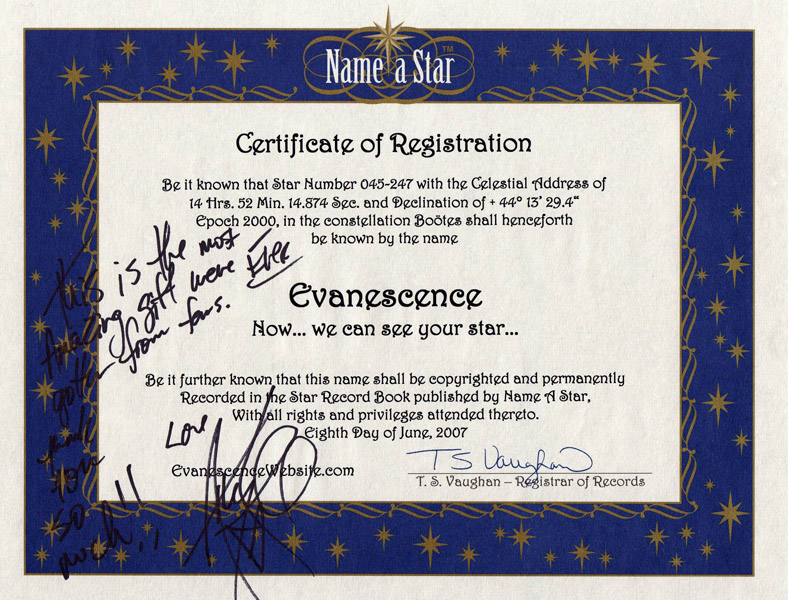 Name a Star™
Certificate of Registration
Be it known that Star Number 045-247 with the Celestial Address of
14 Hrs. 52 Min. 14.874 Sec. and Declination of + 44° 13' 29.4“
Epoch 2000, in the constellation Boötes shall henceforth
be known by the name
Evanescence
Now... we can see your star...
Be it further known that this name shall be copyrighted and permanently
Recorded in the Star Record Book published by Name A Star,
With all rights and privileges attended thereto.
Eighth Day of June, 2007
EvanescenceWebsite.com
T S Vaughan
T. S. Vaughan – Registrar of Records
this is the most
Amazing gift weve EVER
gotten from fans.
thank
you
so
much!!
Love